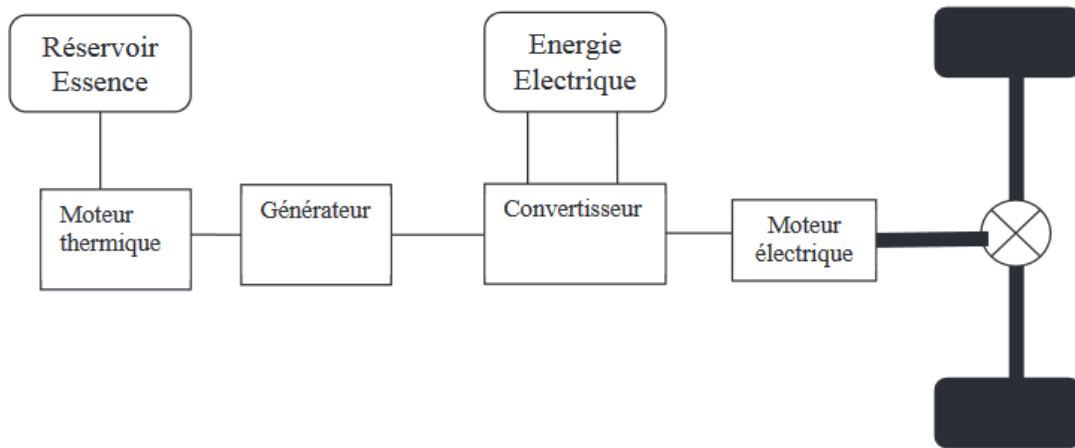 Réservoir
Essence
Energie
Electrique
Moteur
thermique
Générateur
Convertisseur
Moteur
électrique